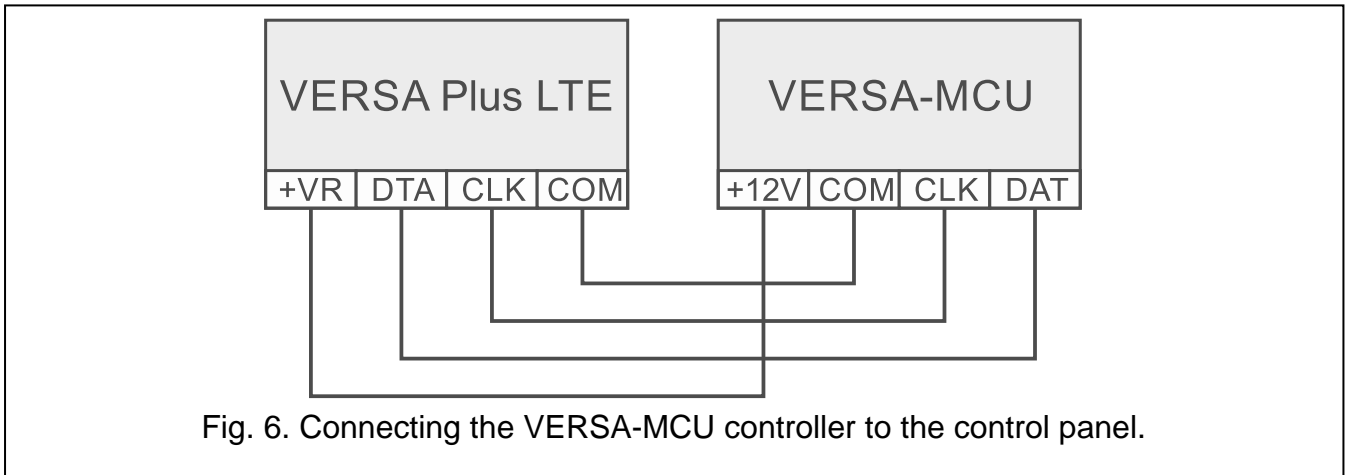 VERSA Plus LTE
+VR DTA CLK COM
VERSA-MCU
+12V COM CLK DAT
Fig. 6. Connecting the VERSA-MCU controller to the control panel.